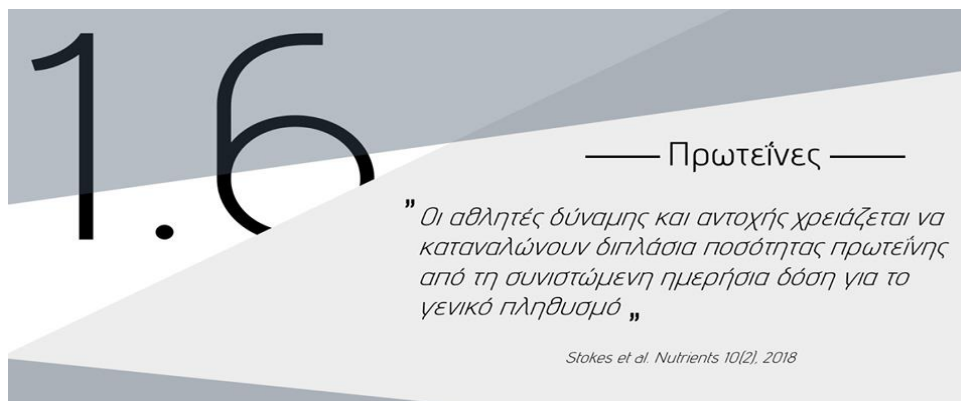 1.6
Πρωτεΐνες
" Οι αθλητές δύναμης και αντοχής χρειάζεται να
καταναλώνουν διπλάσια ποσότητας πρωτεΐνης
από τη συνιστώμενη ημερήσια δόση για το
γενικό πληθυσμό "
Stokes et al. Nutrients 10(2), 2018